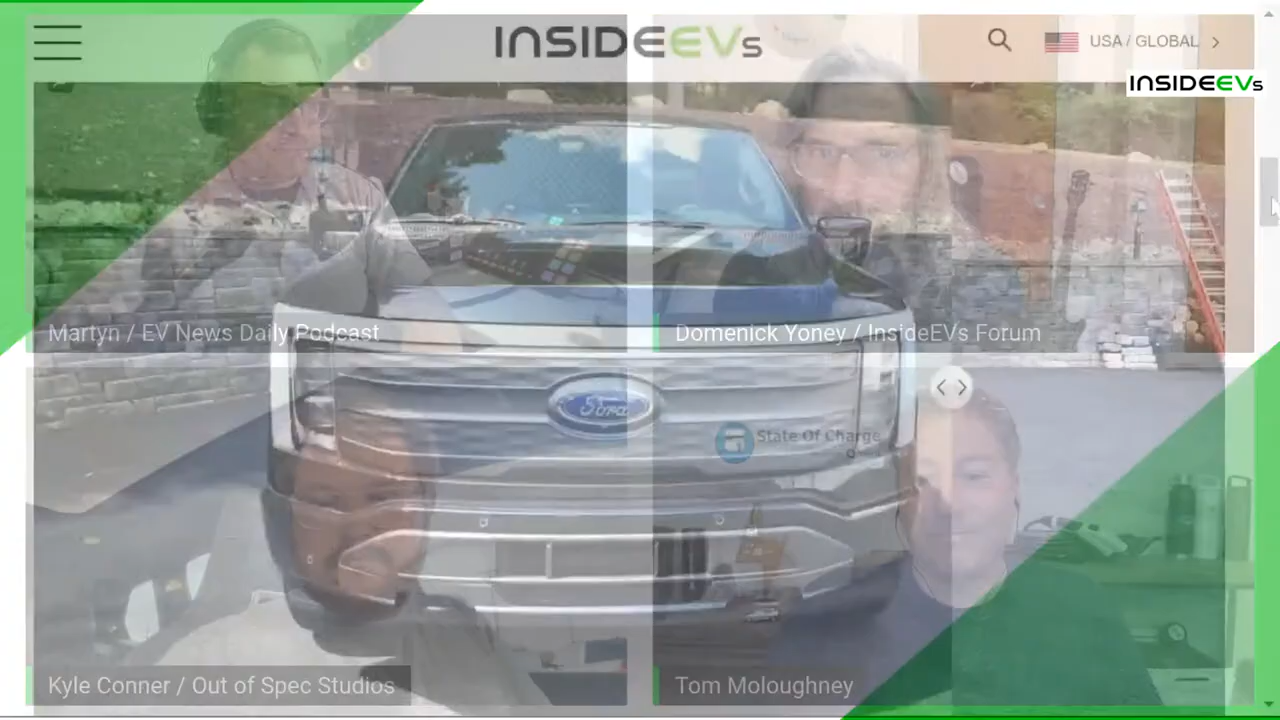 INSIDEEVs
USA / GLOBAL
INSIDEEVs
Martyn / EV News Daily Podcast
Domenick Yoney / InsideEVs Forum
Ford
State Of Charge
Kyle Conner / Out of Spec Studios
Tom Moloughney